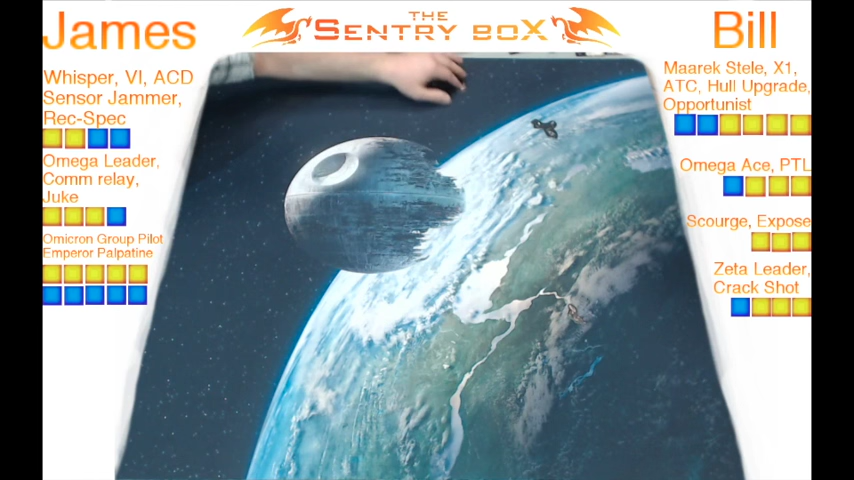 James
THE
SENTRY BOX
Bill
Whisper, VI, ACD
Sensor Jammer,
Rec-Spec
Omega Leader,
Comm relay,
Juke
Omicron Group Pilot
Emperor Palpatine
Maarek Stele, X1,
ATC, Hull Upgrade,
Opportunist
Omega Ace, PTL
Scourge, Expose
Zeta Leader,
Crack Shot